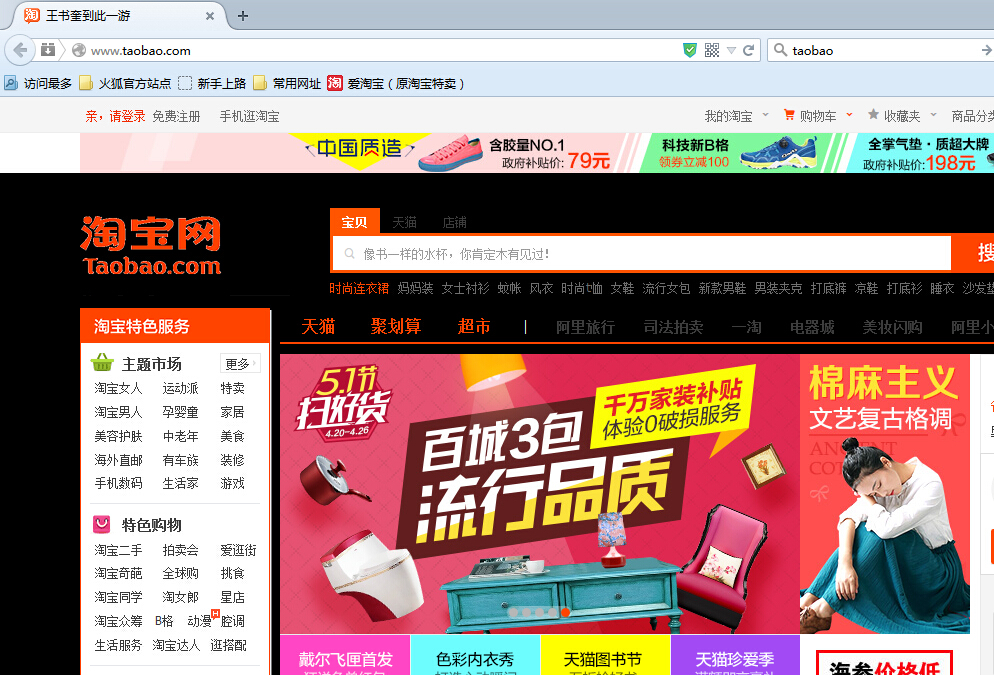 王书奎到此一游
www.taobao.com
taobao
访问最多 火狐官方站点 新手上路 常用网址 爱淘宝（原淘宝特卖）
亲，请登录 免费注册 手机逛淘宝 我的淘宝 购物车 收藏夹 商品分类
中国质造 含胶量NO.1 政府补贴价: 79元
科技新B格 领券立减100
全掌气垫·质超大牌 政府补贴价:198元
淘宝网
Taobao.com
宝贝 天猫 店铺
像书一样的水杯，你肯定木有见过!
搜
时尚连衣裙 妈妈装 女士衬衫 蚊帐 风衣 时尚t恤 女鞋 流行女包 新款男鞋 男装夹克 打底裤 凉鞋 打底衫 睡衣 沙发垫
淘宝特色服务
天猫 聚划算 超市 | 阿里旅行 司法拍卖 一淘 电器城 美妆闪购 阿里小
主题市场 更多
淘宝女人 运动派 特卖
淘宝男人 孕婴童 家居
美容护肤 中老年 美食
海外直邮 有车族 装修
手机数码 生活家 游戏
特色购物
淘宝二手 拍卖会 爱逛街
淘宝奇葩 全球购 挑食
淘宝同学 淘女郎 星店
淘宝众筹 B格 动漫 H 腔调
生活服务 淘宝达人 逛搭配
5.1节
扫好货
4.20-4.26
千万家装补贴
体验0破损服务
百城3包
流行品质
棉麻主义
文艺复古格调
ANCIENT
COT
戴尔飞匣首发
色彩内衣秀
天猫图书节
天猫珍爱季
海参价格低